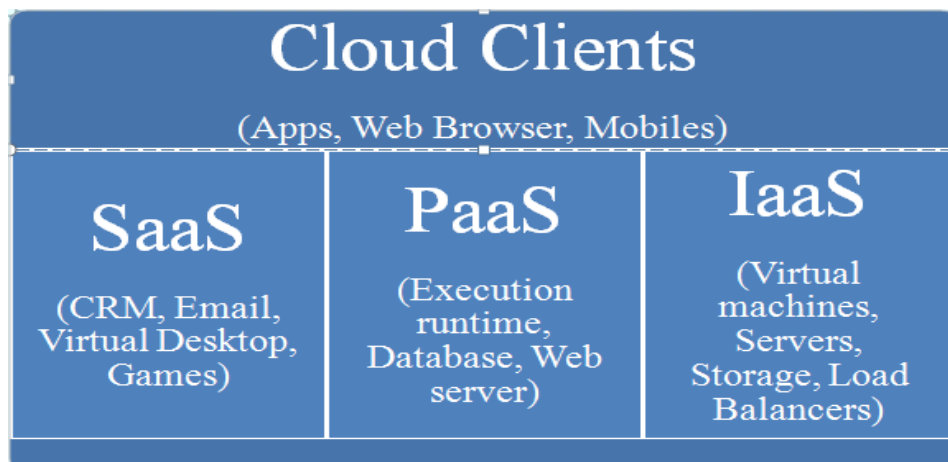 Cloud Clients
(Apps, Web Browser, Mobiles)
SaaS
(CRM, Email,
Virtual Desktop,
Games)
PaaS
(Execution
runtime,
Database, Web
server)
IaaS
(Virtual
machines,
Servers,
Storage, Load
Balancers)